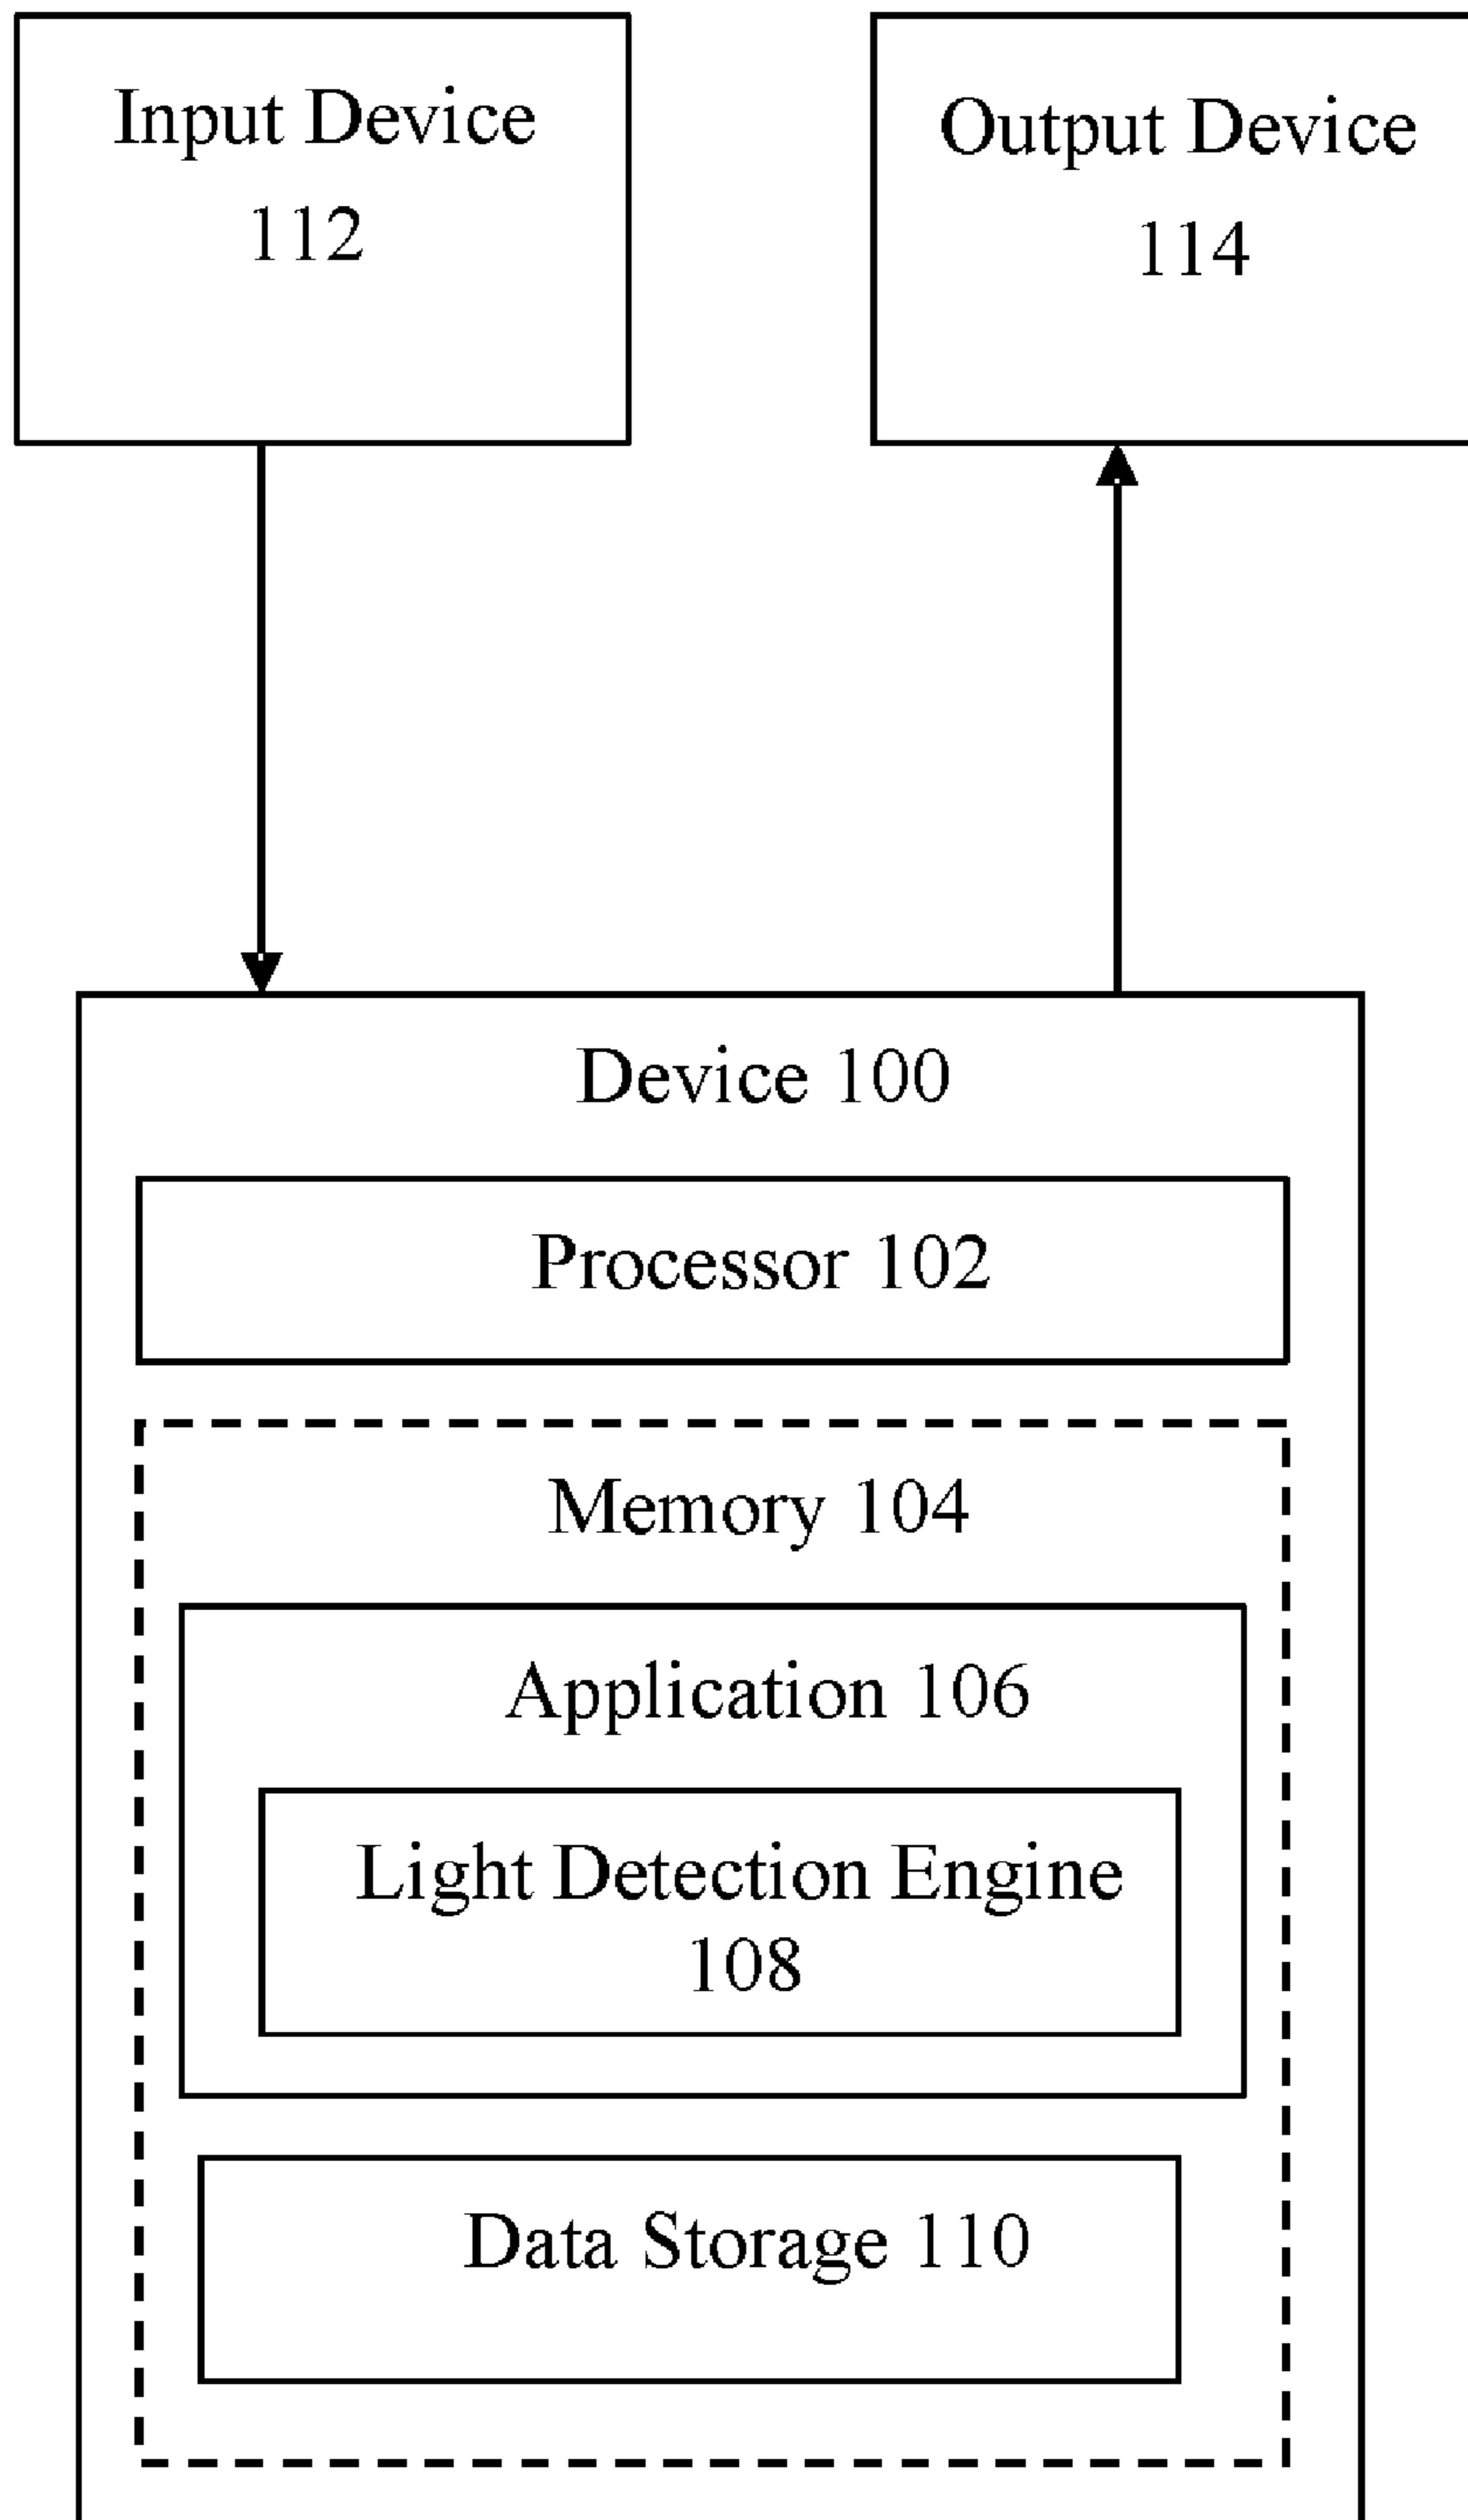 Input Device
112
Output Device
114
Device 100
Processor 102
Memory 104
Application 106
Light Detection Engine
108
Data Storage 110